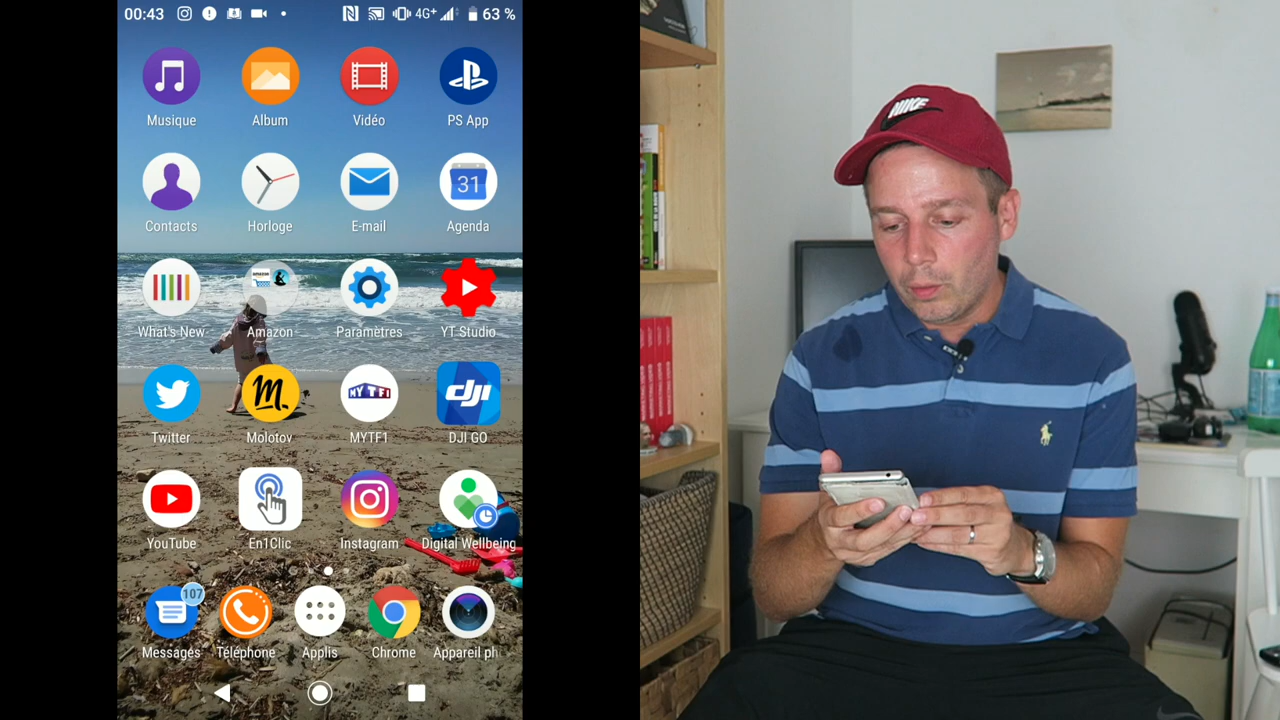 00:43 4G+ 63 %
Musique Album Vidéo PS App
31
Contacts Horloge E-mail Agenda
amazon
What's New Amazon Paramètres YT Studio
m. MYTF1 dji
Twitter Molotov MYTF1 DJI GO
YouTube En1Clic Instagram Digital Wellbeing
107
Messages Téléphone Applis Chrome Appareil ph
NIKE